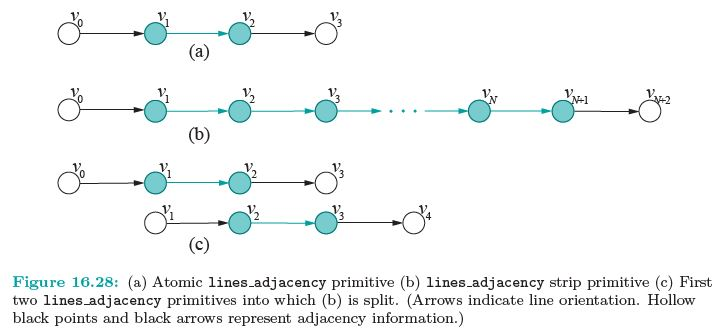 v0 v1 v2 v3
(a)
v0 v1 v2 v3 ... vN vN+1 vN+2
(b)
v0 v1 v2 v3
v1 v2 v3 v4
(c)
Figure 16.28: (a) Atomic lines_adjacency primitive (b) lines_adjacency strip primitive (c) First
two lines_adjacency primitives into which (b) is split. (Arrows indicate line orientation. Hollow
black points and black arrows represent adjacency information.)